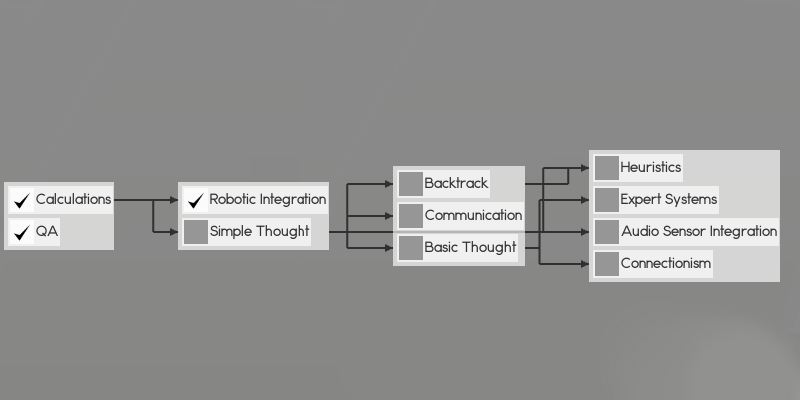 Calculations
QA
Robotic Integration
Simple Thought
Backtrack
Communication
Basic Thought
Heuristics
Expert Systems
Audio Sensor Integration
Connectionism